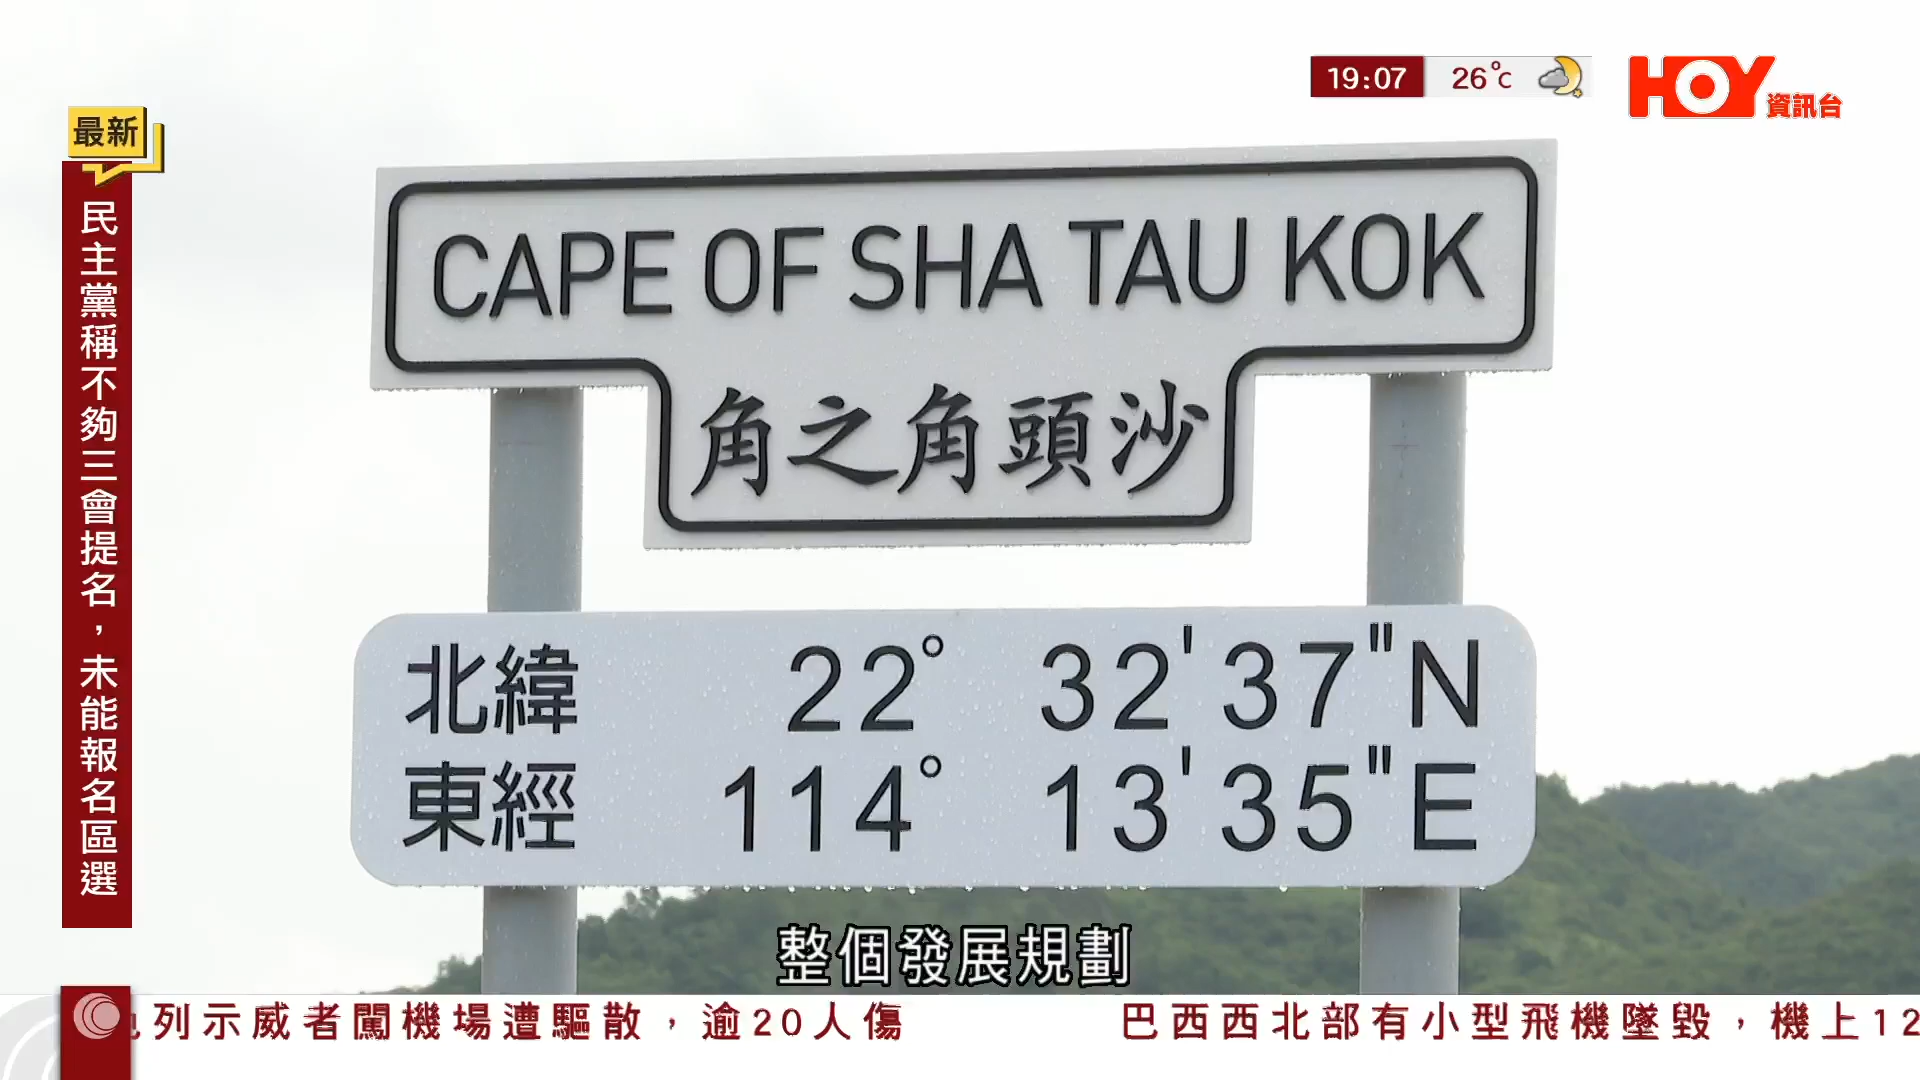 19:07
26°C
HOY
資訊台
最新
民主黨稱不夠三會提名，未能報名區選
CAPE OF SHA TAU KOK
角之角頭沙
北緯 22° 32'37"N
東經 114° 13'35"E
整個發展規劃
列示威者闖機場遭驅散，逾20人傷
巴西西北部有小型飛機墜毀，機上12